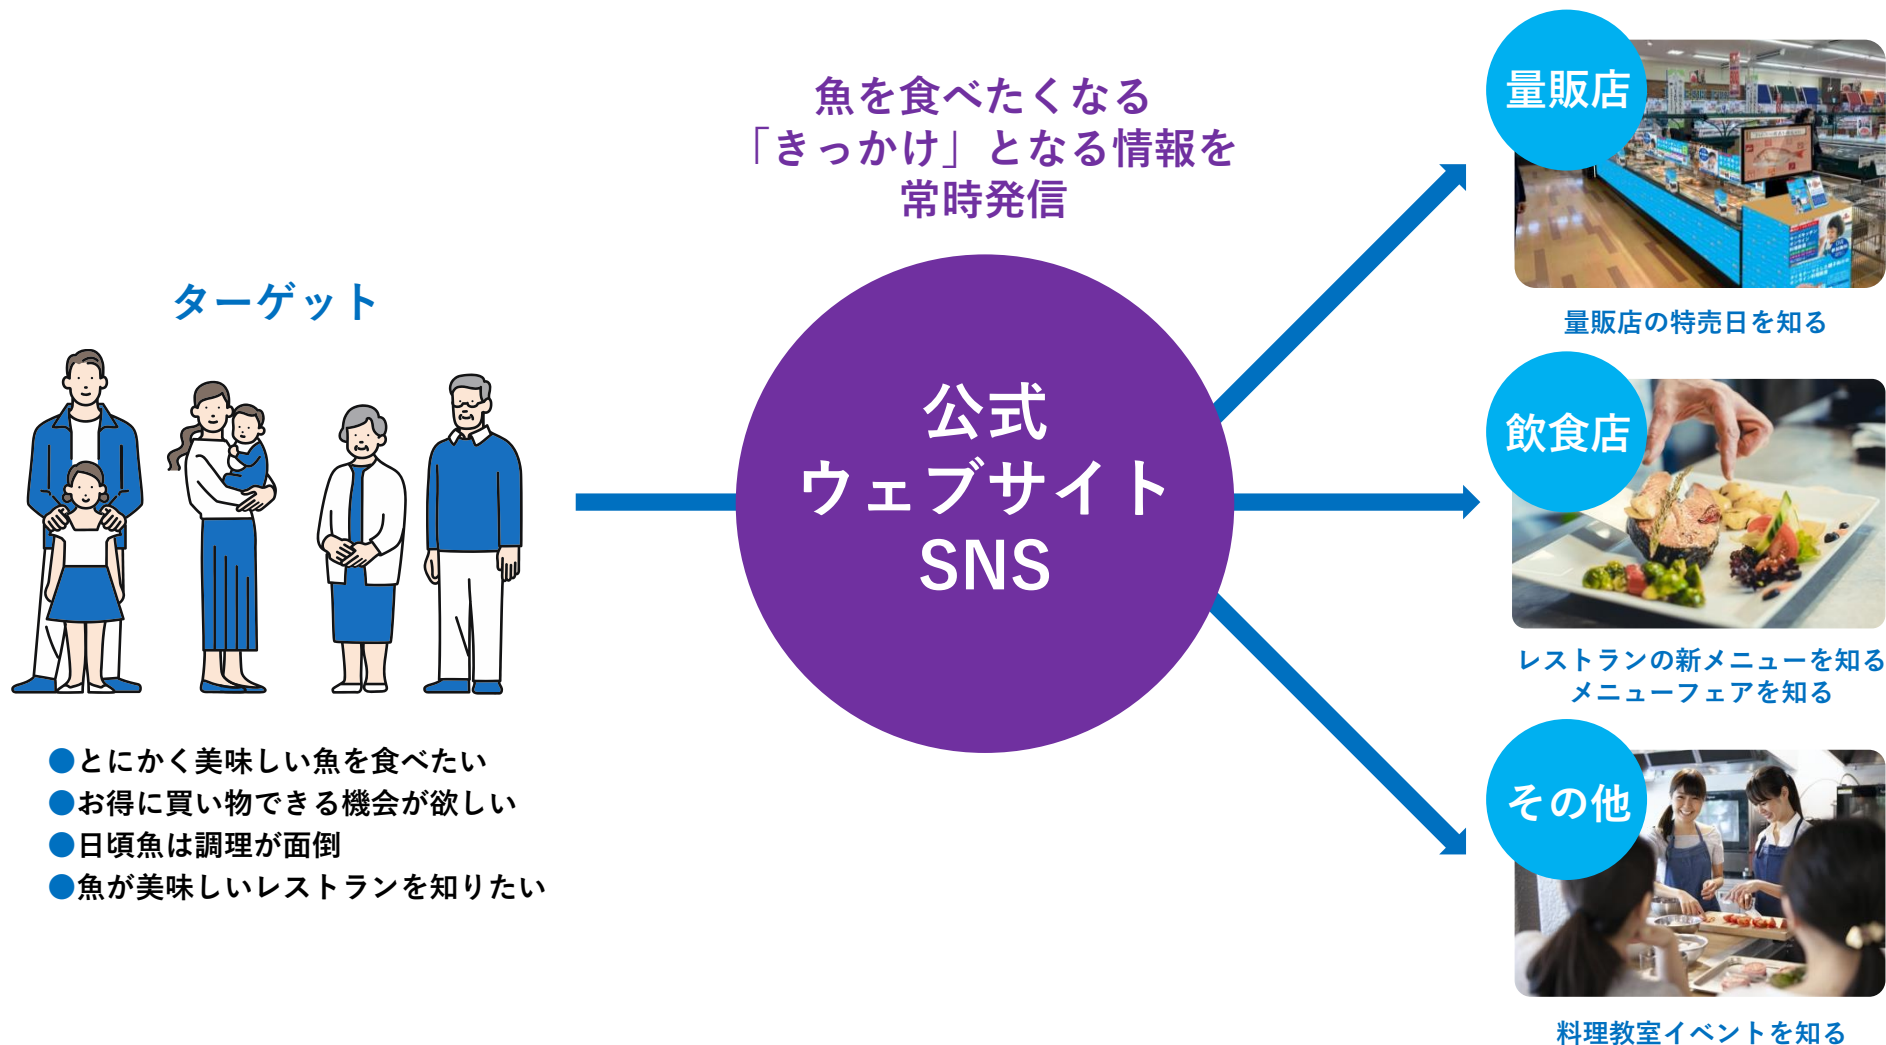 魚を食べたくなる
「きっかけ」となる情報を
常時発信
ターゲット
公式
ウェブサイト
SNS
●とにかく美味しい魚を食べたい
●お得に買い物できる機会が欲しい
●日頃魚は調理が面倒
●魚が美味しいレストランを知りたい
量販店
量販店の特売日を知る
飲食店
レストランの新メニューを知る
メニューフェアを知る
その他
料理教室イベントを知る